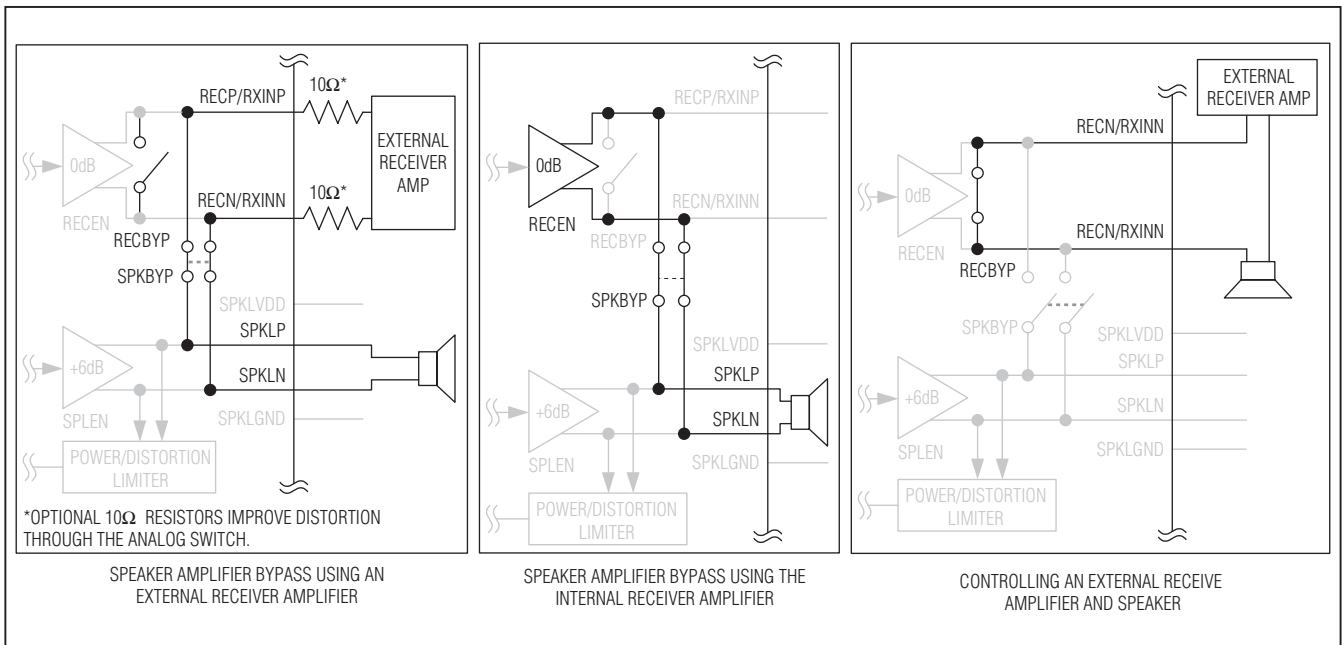 RECP/RXINP
10Ω*
EXTERNAL
RECEIVER
AMP
0dB
RECN/RXINN
10Ω*
RECEN
RECBYP
SPKBYP
SPKLVDD
SPKLP
+6dB
SPKLN
SPLEN
SPKLGND
POWER/DISTORTION
LIMITER
*OPTIONAL 10Ω RESISTORS IMPROVE DISTORTION
THROUGH THE ANALOG SWITCH.
SPEAKER AMPLIFIER BYPASS USING AN
EXTERNAL RECEIVER AMPLIFIER
RECP/RXINP
0dB
RECN/RXINN
RECEN
RECBYP
SPKBYP
SPKLVDD
SPKLP
+6dB
SPKLN
SPLEN
SPKLGND
POWER/DISTORTION
LIMITER
SPEAKER AMPLIFIER BYPASS USING THE
INTERNAL RECEIVER AMPLIFIER
EXTERNAL
RECEIVER AMP
RECN/RXINN
0dB
RECN/RXINN
RECEN
RECBYP
SPKBYP
SPKLVDD
SPKLP
+6dB
SPKLN
SPLEN
SPKLGND
POWER/DISTORTION
LIMITER
CONTROLLING AN EXTERNAL RECEIVE
AMPLIFIER AND SPEAKER